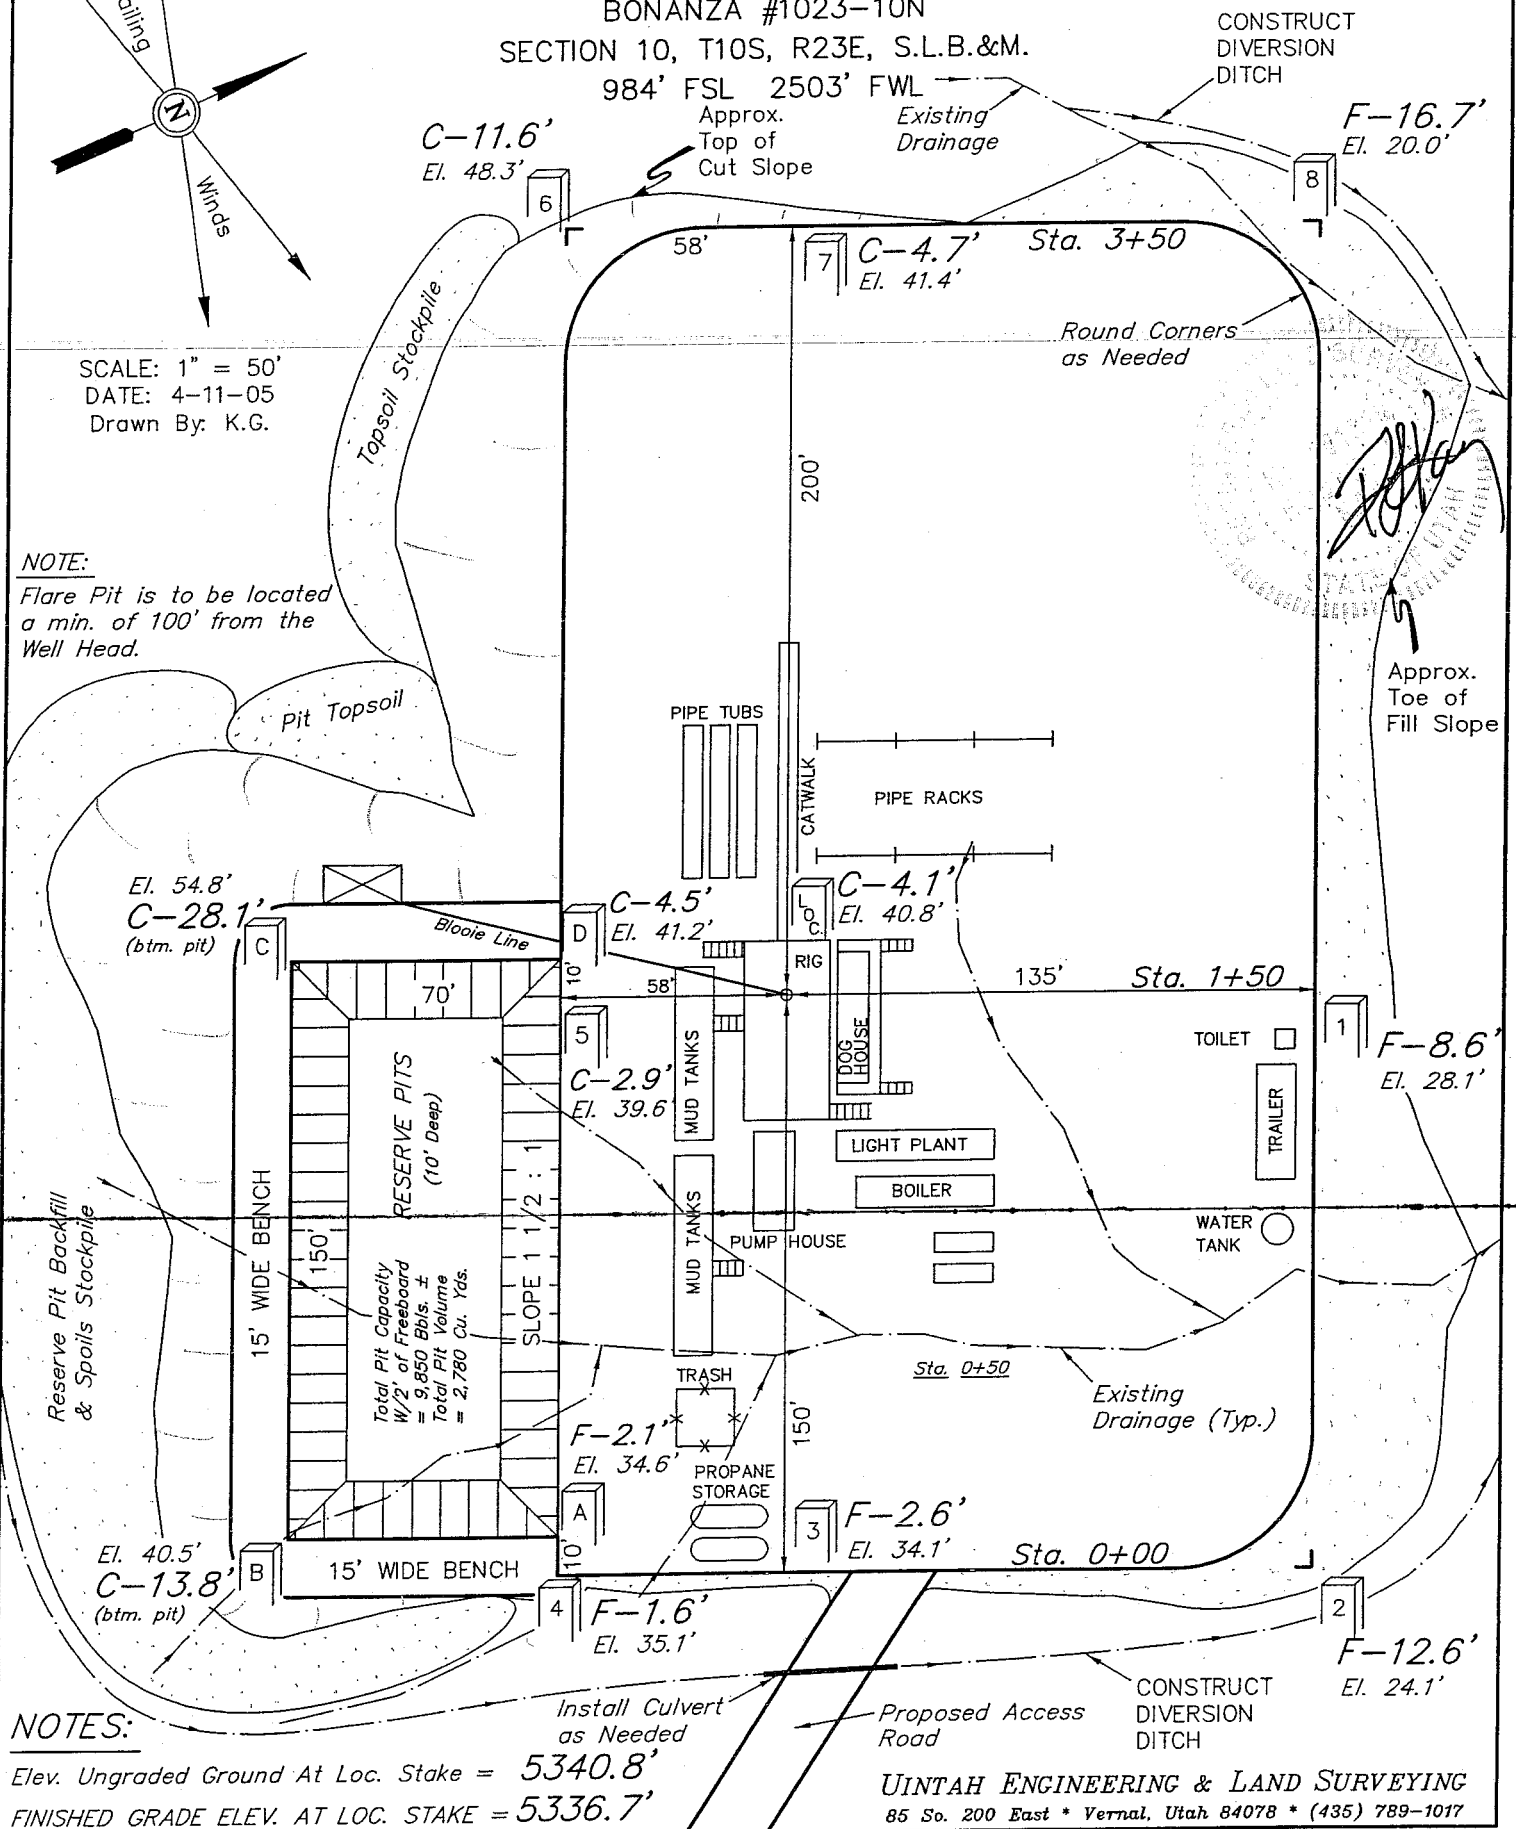 BONANZA #1023-10N
SECTION 10, T10S, R23E, S.L.B.&M.
984' FSL 2503' FWL
CONSTRUCT
DIVERSION
DITCH
N
Winds
Approx.
Top of
Cut Slope
Existing
Drainage
C-11.6'
El. 48.3'
6
F-16.7'
El. 20.0'
8
58'
7
C-4.7'
El. 41.4'
Sta. 3+50
Round Corners
as Needed
SCALE: 1" = 50'
DATE: 4-11-05
Drawn By: K.G.
Topsoil Stockpile
200'
STATE OF UTAH
NOTE:
Flare Pit is to be located
a min. of 100' from the
Well Head.
Approx.
Toe of
Fill Slope
Pit Topsoil
PIPE TUBS
CATWALK
PIPE RACKS
El. 54.8'
C-28.1'
(btm. pit)
C
Blooie Line
D
C-4.5'
El. 41.2'
LOC.
C-4.1'
El. 40.8'
RIG
10'
70'
58'
135'
Sta. 1+50
5
C-2.9'
El. 39.6'
MUD TANKS
DOG
HOUSE
TOILET
1
F-8.6'
El. 28.1'
TRAILER
RESERVE PITS
(10' Deep)
SLOPE 1 1/2 : 1
LIGHT PLANT
BOILER
15' WIDE BENCH
150'
MUD TANKS
PUMP HOUSE
WATER
TANK
Reserve Pit Backfill
& Spoils Stockpile
Total Pit Capacity
W/2' of Freeboard
= 9,850 Bbls. ±
Total Pit Volume
= 2,780 Cu. Yds.
Sta. 0+50
TRASH
Existing
Drainage (Typ.)
150'
F-2.1'
El. 34.6'
PROPANE
STORAGE
A
3
F-2.6'
El. 34.1'
Sta. 0+00
El. 40.5'
C-13.8'
(btm. pit)
B
15' WIDE BENCH
10'
4
F-1.6'
El. 35.1'
2
F-12.6'
El. 24.1'
Install Culvert
as Needed
Proposed Access
Road
CONSTRUCT
DIVERSION
DITCH
NOTES:
Elev. Ungraded Ground At Loc. Stake = 5340.8'
FINISHED GRADE ELEV. AT LOC. STAKE = 5336.7'
UINTAH ENGINEERING & LAND SURVEYING
85 So. 200 East * Vernal, Utah 84078 * (435) 789-1017